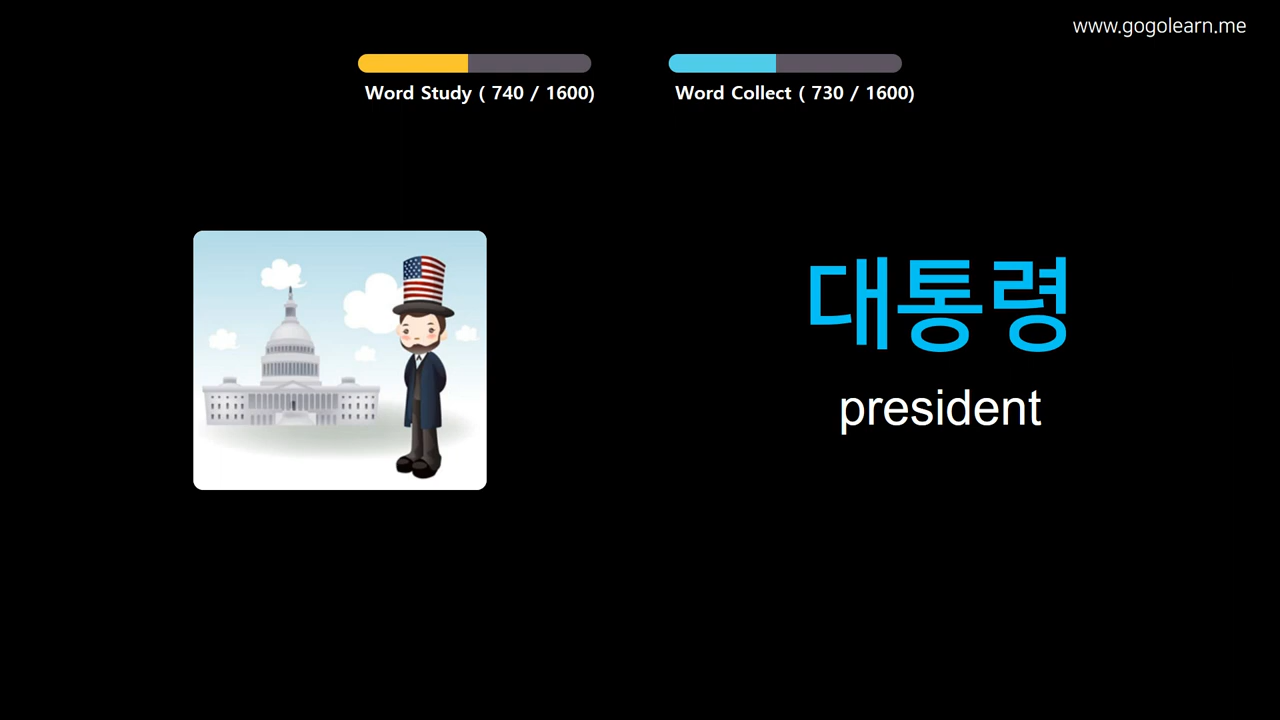 www.gogolearn.me
Word Study ( 740 / 1600)
Word Collect ( 730 / 1600)
대통령
president